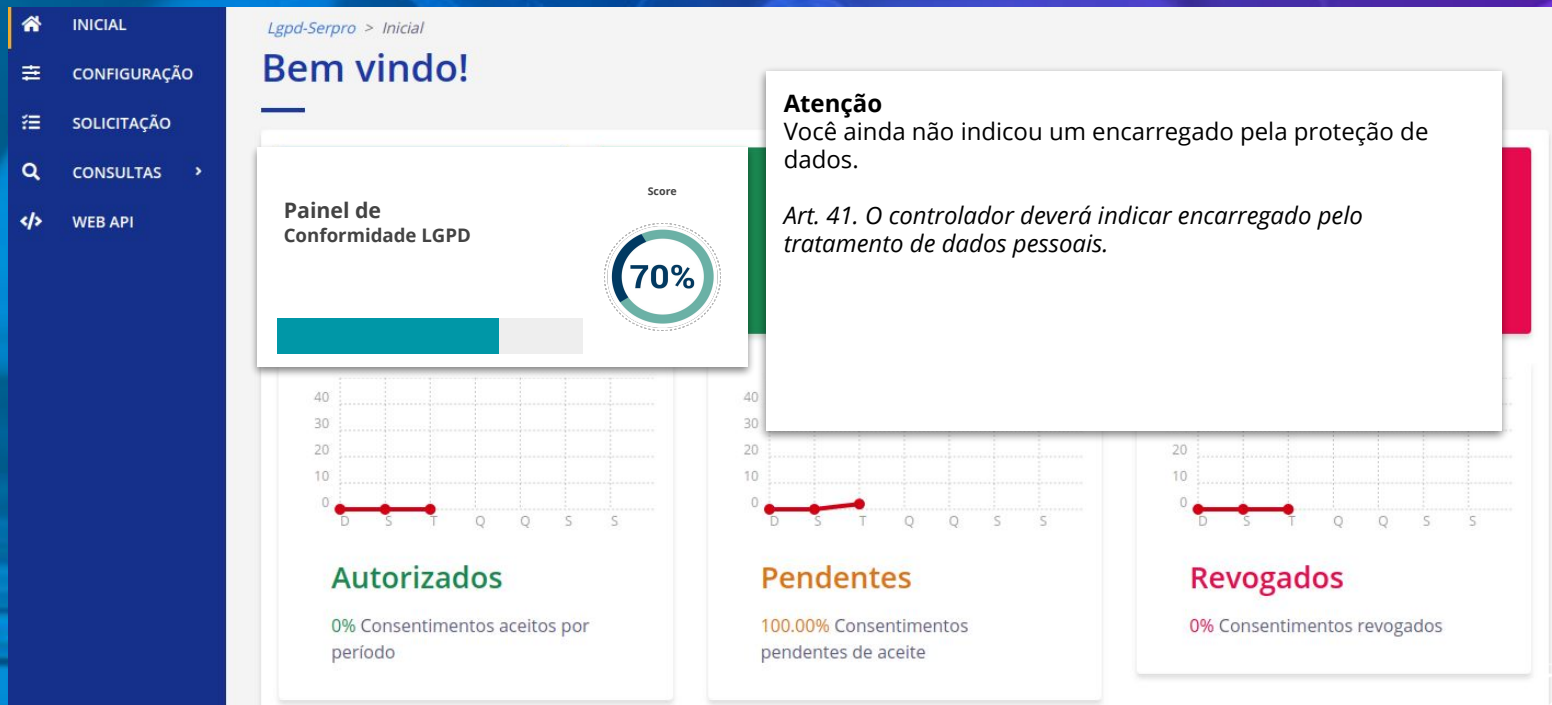 INICIAL
CONFIGURAÇÃO
SOLICITAÇÃO
CONSULTAS
WEB API
Lgpd-Serpro > Inicial
Bem vindo!
Atenção
Você ainda não indicou um encarregado pela proteção de
dados.
Art. 41. O controlador deverá indicar encarregado pelo
tratamento de dados pessoais.
Painel de
Conformidade LGPD
Score
70%
40
30
20
10
0
D S T Q Q S S
Autorizados
0% Consentimentos aceitos por
período
40
30
20
10
0
D S T Q Q S S
Pendentes
100.00% Consentimentos
pendentes de aceite
20
10
0
D S T Q Q S S
Revogados
0% Consentimentos revogados